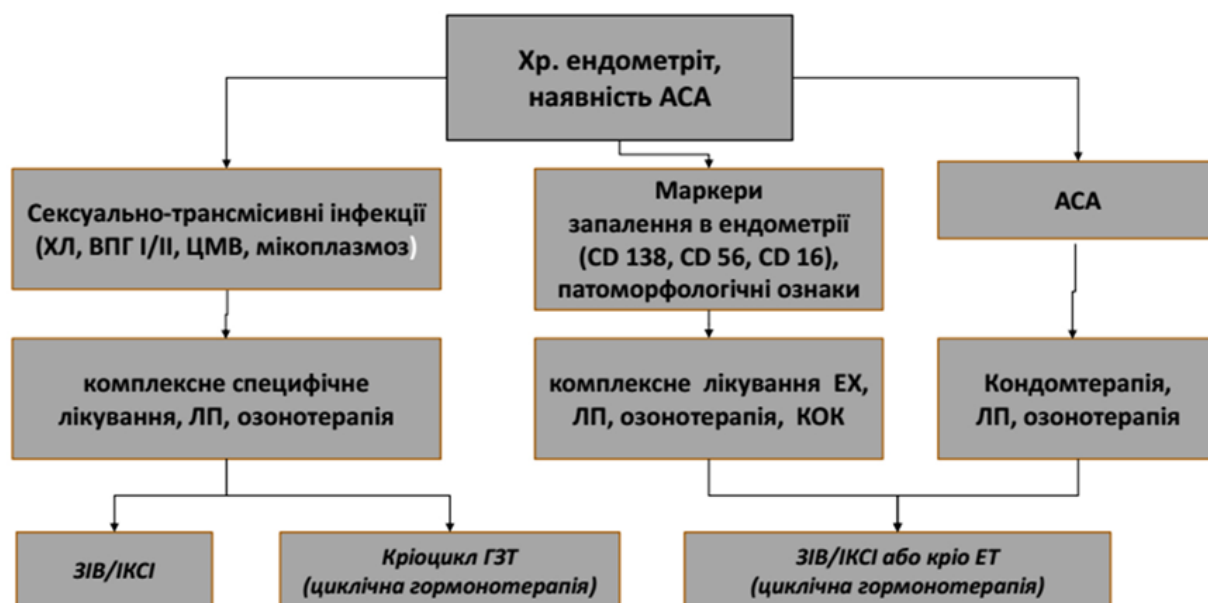 Хр. ендометріт,
наявність АСА
Сексуально-трансмісивні інфекції
(ХЛ, ВПГ I/II, ЦМВ, мікоплазмоз)
Маркери
запалення в ендометрії
(CD 138, CD 56, CD 16),
патоморфологічні ознаки
АСА
комплексне специфічне
лікування, ЛП, озонотерапія
комплексне лікування ЕХ,
ЛП, озонотерапія, КОК
Кондомтерапія,
ЛП, озонотерапія
ЗІВ/ІКСІ
Кріоцикл ГЗТ
(циклічна гормонотерапія)
ЗІВ/ІКСІ або кріо ЕТ
(циклічна гормонотерапія)